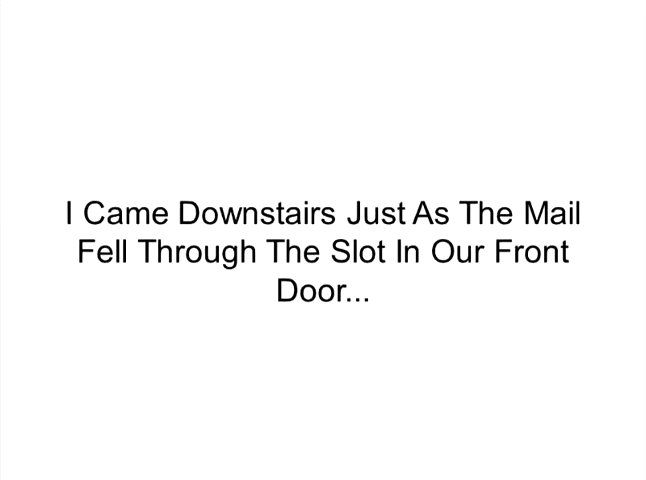 I Came Downstairs Just As The Mail
Fell Through The Slot In Our Front
Door...